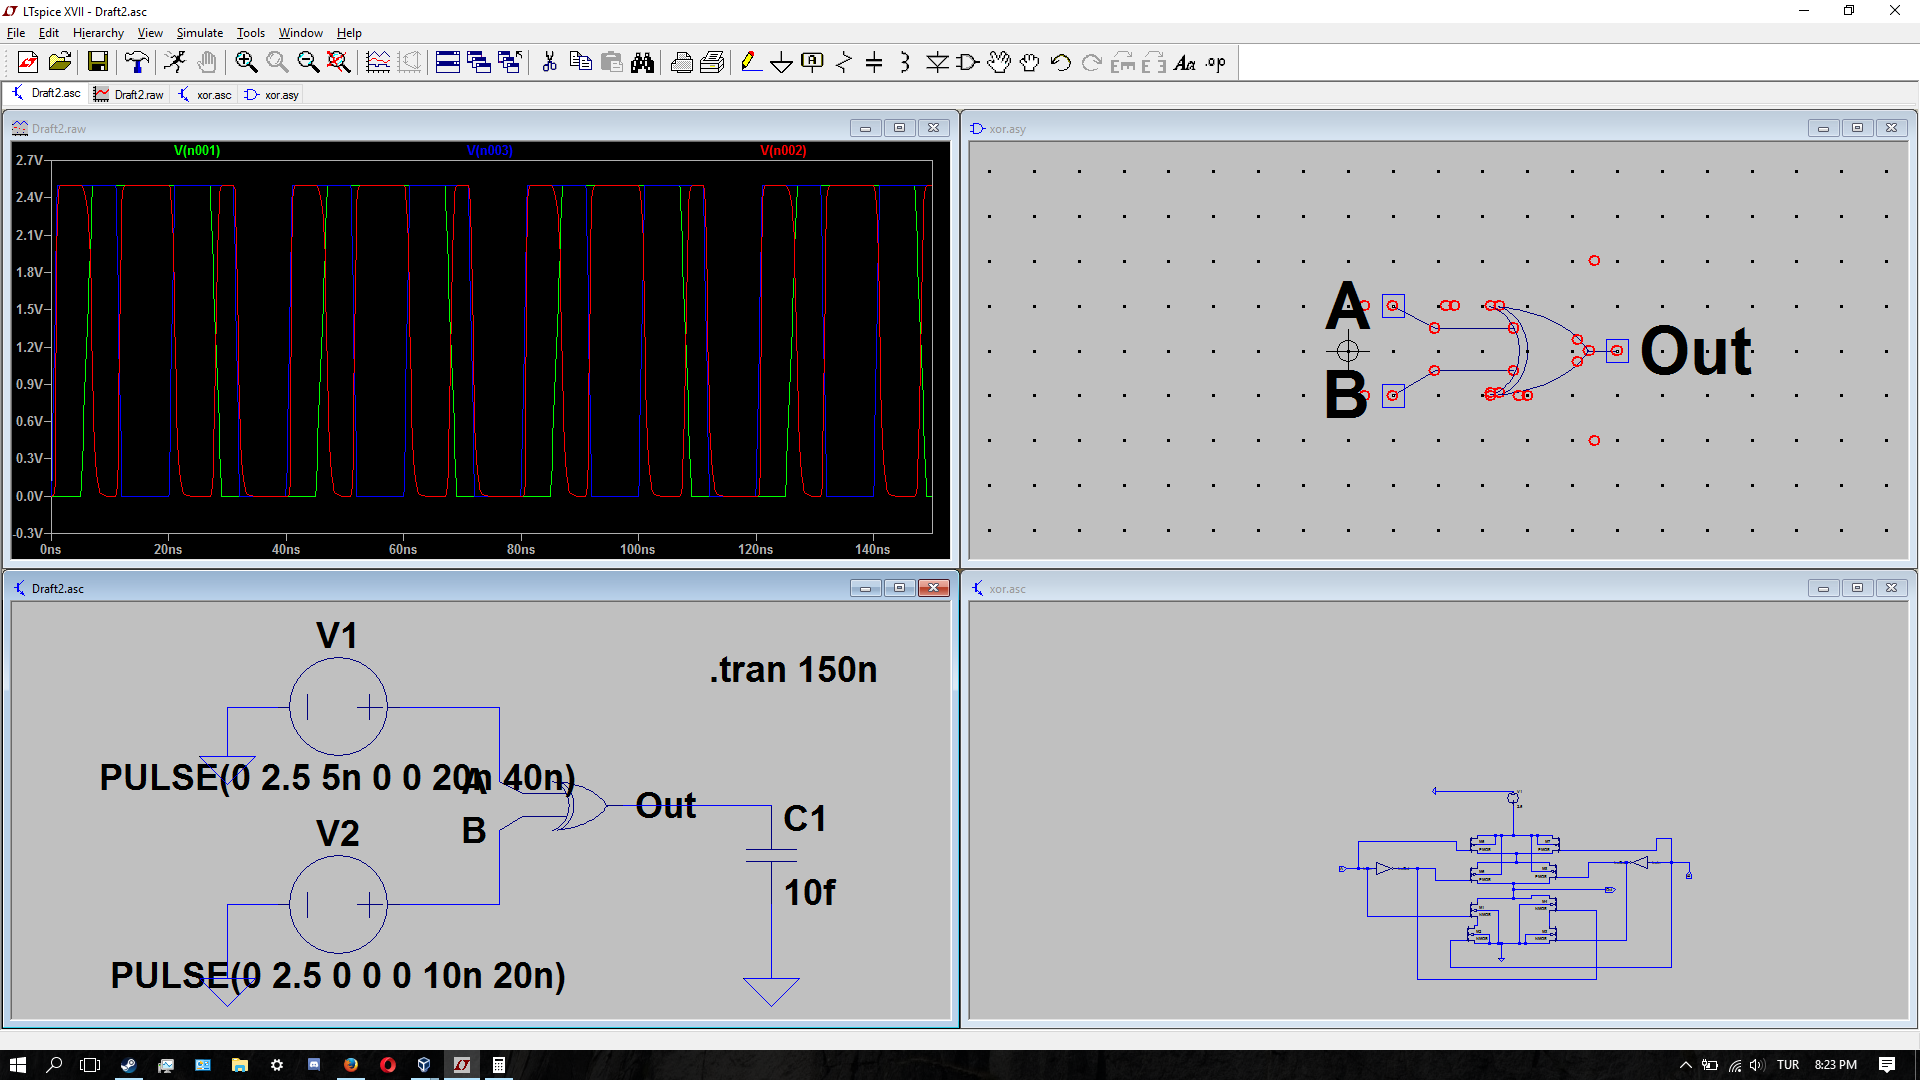 LTspice XVII - Draft2.asc
File Edit Hierarchy View Simulate Tools Window Help
Draft2.asc Draft2.raw xor.asc xor.asy
Draft2.raw
V(n001) V(n003) V(n002)
2.7V
2.4V
2.1V
1.8V
1.5V
1.2V
0.9V
0.6V
0.3V
0.0V
-0.3V
0ns 20ns 40ns 60ns 80ns 100ns 120ns 140ns
xor.asy
A
B
Out
Draft2.asc
V1
.tran 150n
PULSE(0 2.5 5n 0 0 20n 40n)
A
B
Out
C1
10f
V2
PULSE(0 2.5 0 0 0 10n 20n)
xor.asc
TUR 8:23 PM